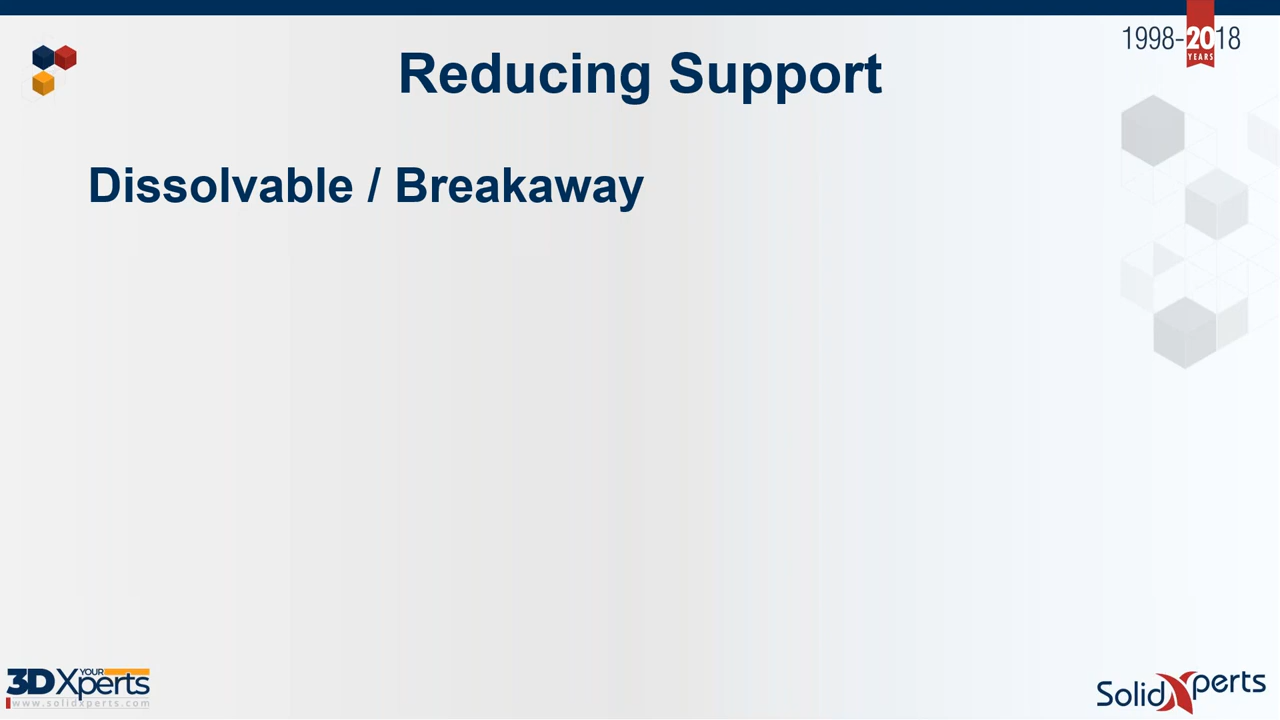 1998-2018
YEARS
Reducing Support
Dissolvable / Breakaway
YOUR
3DXperts
www.solidxperts.com
SolidXperts